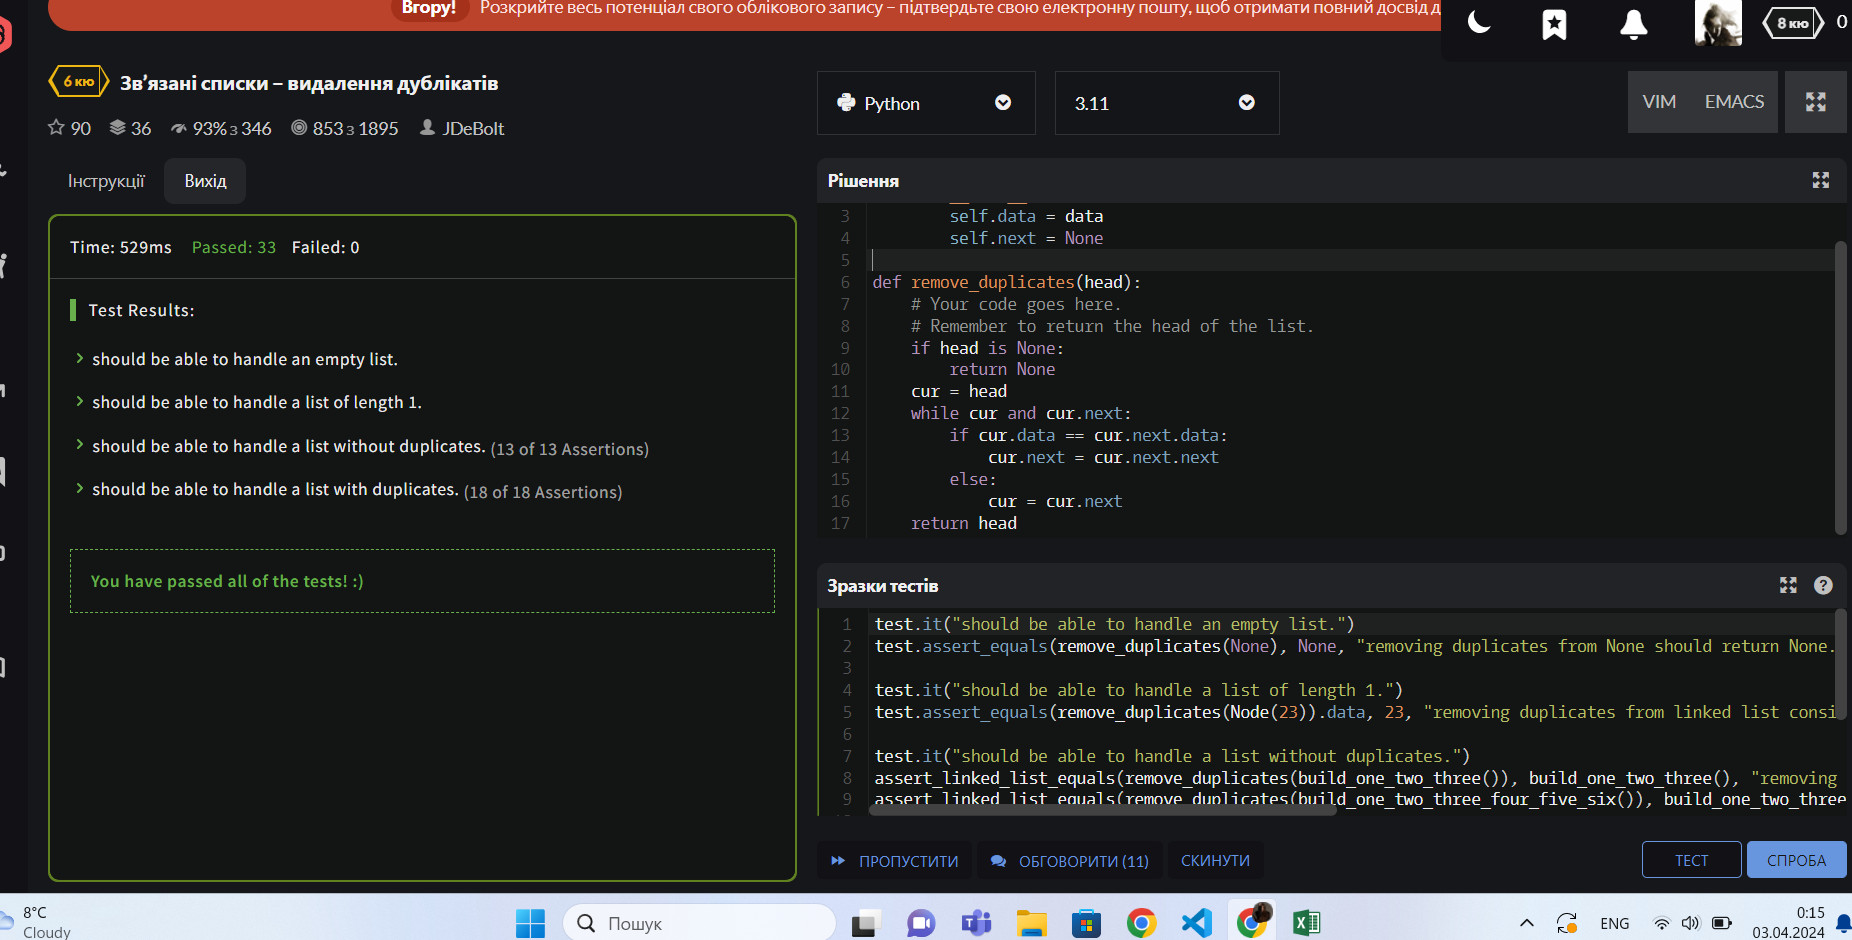 Вгору! Розкрийте весь потенціал свого облікового запису – підтвердьте свою електронну пошту, щоб отримати повний досвід д
8 кю 0
6 кю Зв’язані списки – видалення дублікатів
90 36 93% з 346 853 з 1895 JDeBolt
Python 3.11 VIM EMACS
Інструкції Вихід
Time: 529ms Passed: 33 Failed: 0
Test Results:
should be able to handle an empty list.
should be able to handle a list of length 1.
should be able to handle a list without duplicates. (13 of 13 Assertions)
should be able to handle a list with duplicates. (18 of 18 Assertions)
You have passed all of the tests! :)
Рішення
3 self.data = data
4 self.next = None
5
6 def remove_duplicates(head):
7 # Your code goes here.
8 # Remember to return the head of the list.
9 if head is None:
10 return None
11 cur = head
12 while cur and cur.next:
13 if cur.data == cur.next.data:
14 cur.next = cur.next.next
15 else:
16 cur = cur.next
17 return head
Зразки тестів
1 test.it("should be able to handle an empty list.")
2 test.assert_equals(remove_duplicates(None), None, "removing duplicates from None should return None.
3
4 test.it("should be able to handle a list of length 1.")
5 test.assert_equals(remove_duplicates(Node(23)).data, 23, "removing duplicates from linked list consi
6
7 test.it("should be able to handle a list without duplicates.")
8 assert_linked_list_equals(remove_duplicates(build_one_two_three()), build_one_two_three(), "removing
9 assert_linked_list_equals(remove_duplicates(build_one_two_three_four_five_six()), build_one_two_three
ПРОПУСТИТИ ОБГОВОРИТИ (11) СКИНУТИ ТЕСТ СПРОБА
8°C
Cloudy
Пошук
ENG
0:15
03.04.2024